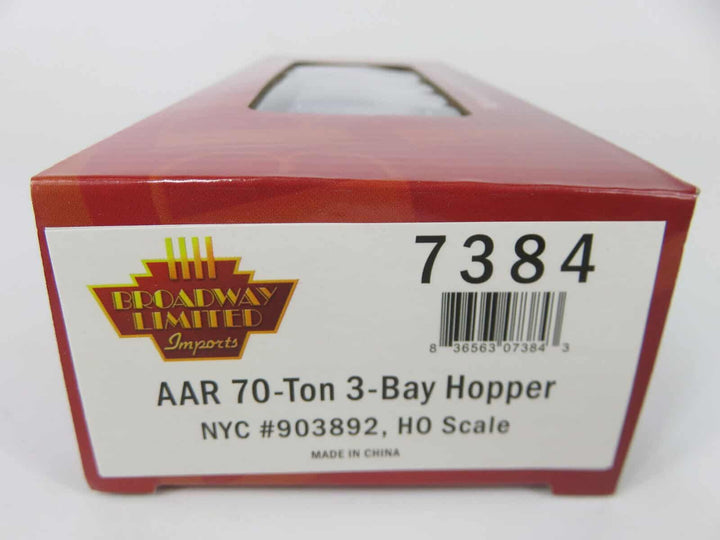 BROADWAY
LIMITED
Imports
7384
8 36563 07384 3
AAR 70-Ton 3-Bay Hopper
NYC #903892, HO Scale
MADE IN CHINA